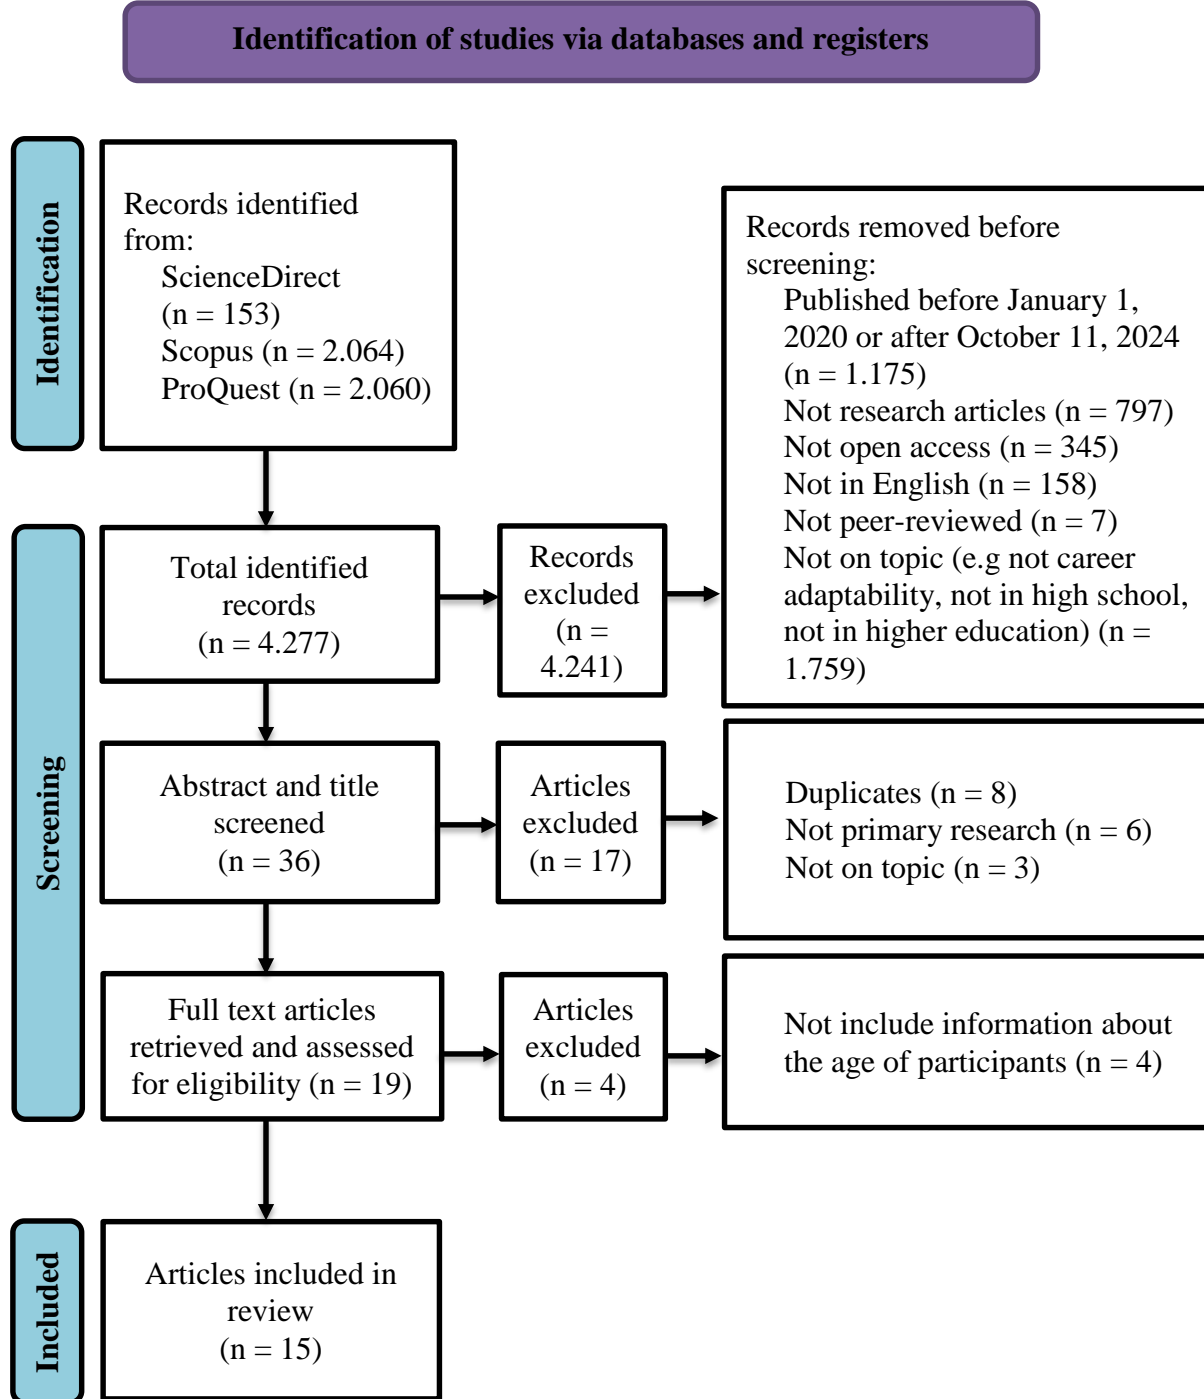 Identification of studies via databases and registers
Identification
Records identified
from:
ScienceDirect
(n = 153)
Scopus (n = 2.064)
ProQuest (n = 2.060)
Records removed before
screening:
Published before January 1,
2020 or after October 11, 2024
(n = 1.175)
Not research articles (n = 797)
Not open access (n = 345)
Not in English (n = 158)
Not peer-reviewed (n = 7)
Not on topic (e.g not career
adaptability, not in high school,
not in higher education) (n =
1.759)
Screening
Total identified
records
(n = 4.277)
Records
excluded
(n =
4.241)
Abstract and title
screened
(n = 36)
Articles
excluded
(n = 17)
Duplicates (n = 8)
Not primary research (n = 6)
Not on topic (n = 3)
Full text articles
retrieved and assessed
for eligibility (n = 19)
Articles
excluded
(n = 4)
Not include information about
the age of participants (n = 4)
Included
Articles included in
review
(n = 15)